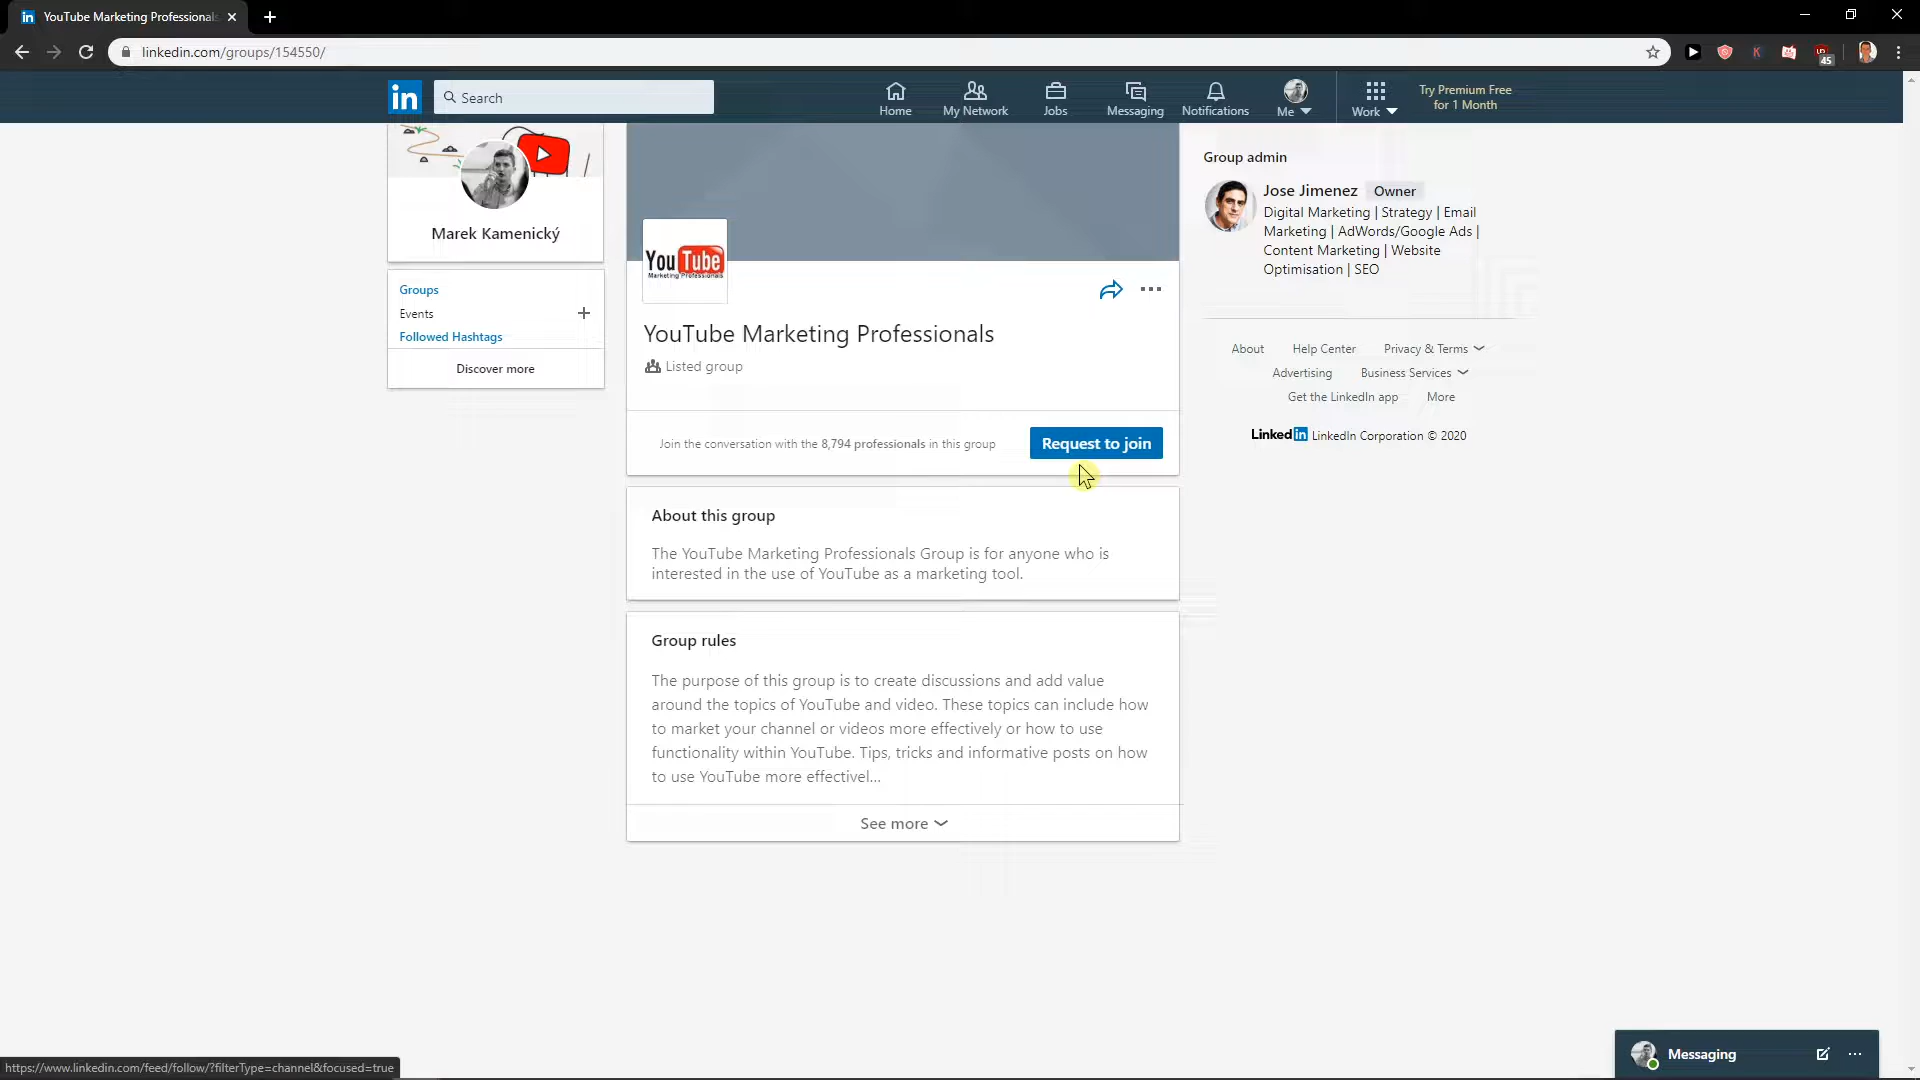 YouTube Marketing Professionals
linkedin.com/groups/154550/
45
in
Search
Home
My Network
Jobs
Messaging
Notifications
Me
Work
Try Premium Free
for 1 Month
Marek Kamenický
Groups
Events
Followed Hashtags
Discover more
YouTube
Marketing Professionals
YouTube Marketing Professionals
Listed group
Join the conversation with the 8,794 professionals in this group
Request to join
About this group
The YouTube Marketing Professionals Group is for anyone who is
interested in the use of YouTube as a marketing tool.
Group rules
The purpose of this group is to create discussions and add value
around the topics of YouTube and video. These topics can include how
to market your channel or videos more effectively or how to use
functionality within YouTube. Tips, tricks and informative posts on how
to use YouTube more effectivel...
See more
Group admin
Jose Jimenez Owner
Digital Marketing | Strategy | Email
Marketing | AdWords/Google Ads |
Content Marketing | Website
Optimisation | SEO
About Help Center Privacy & Terms
Advertising Business Services
Get the LinkedIn app More
LinkedIn LinkedIn Corporation © 2020
Messaging
https://www.linkedin.com/feed/follow/?filterType=channel&focused=true